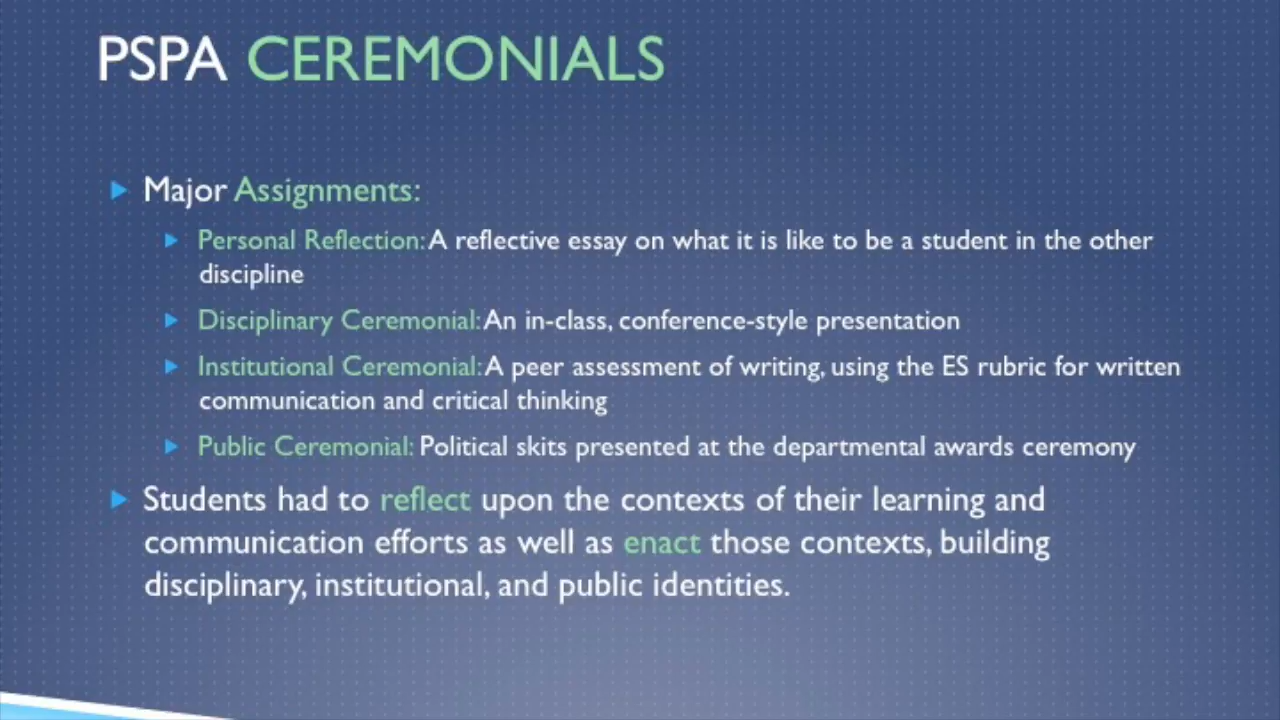 PSPA CEREMONIALS
Major Assignments:
Personal Reflection: A reflective essay on what it is like to be a student in the other
discipline
Disciplinary Ceremonial: An in-class, conference-style presentation
Institutional Ceremonial: A peer assessment of writing, using the ES rubric for written
communication and critical thinking
Public Ceremonial: Political skits presented at the departmental awards ceremony
Students had to reflect upon the contexts of their learning and
communication efforts as well as enact those contexts, building
disciplinary, institutional, and public identities.